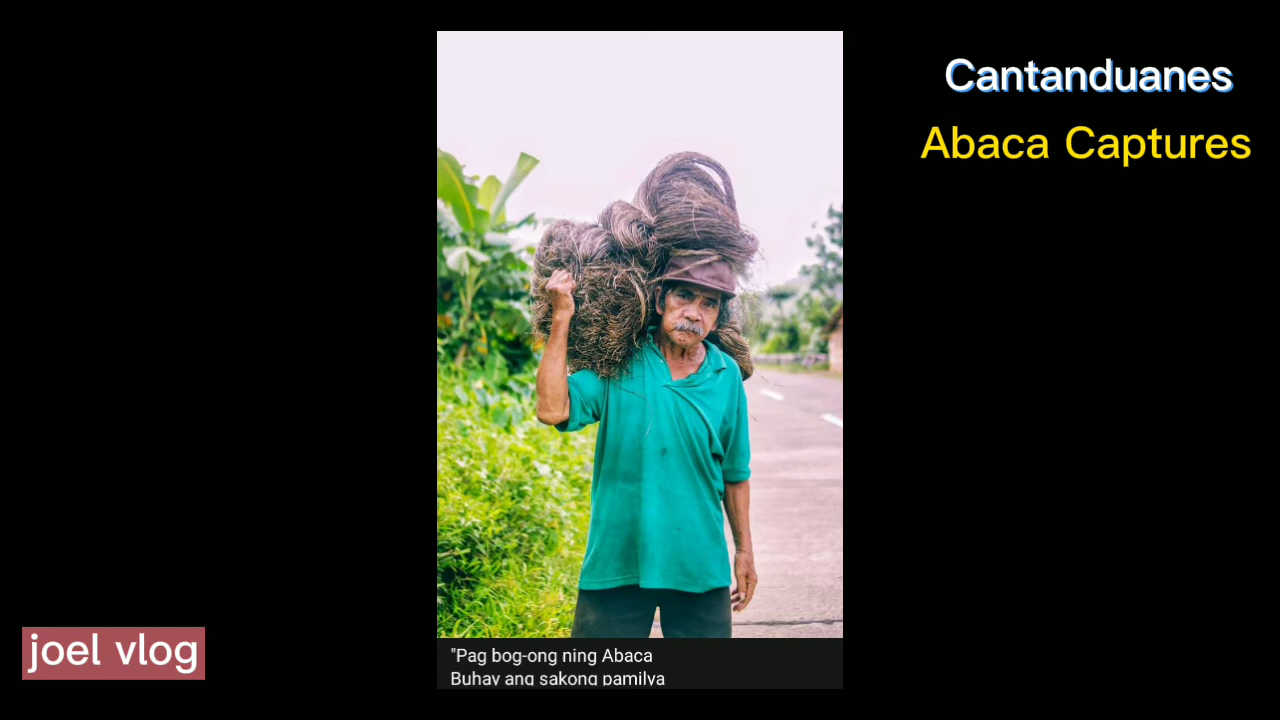 Cantanduanes
Abaca Captures
"Pag bog-ong ning Abaca
Buhay ang sakong pamilya
joel vlog